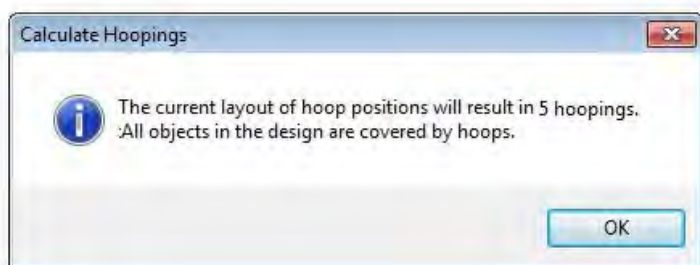 Calculate Hoopings
The current layout of hoop positions will result in 5 hoopings.
:All objects in the design are covered by hoops.
OK